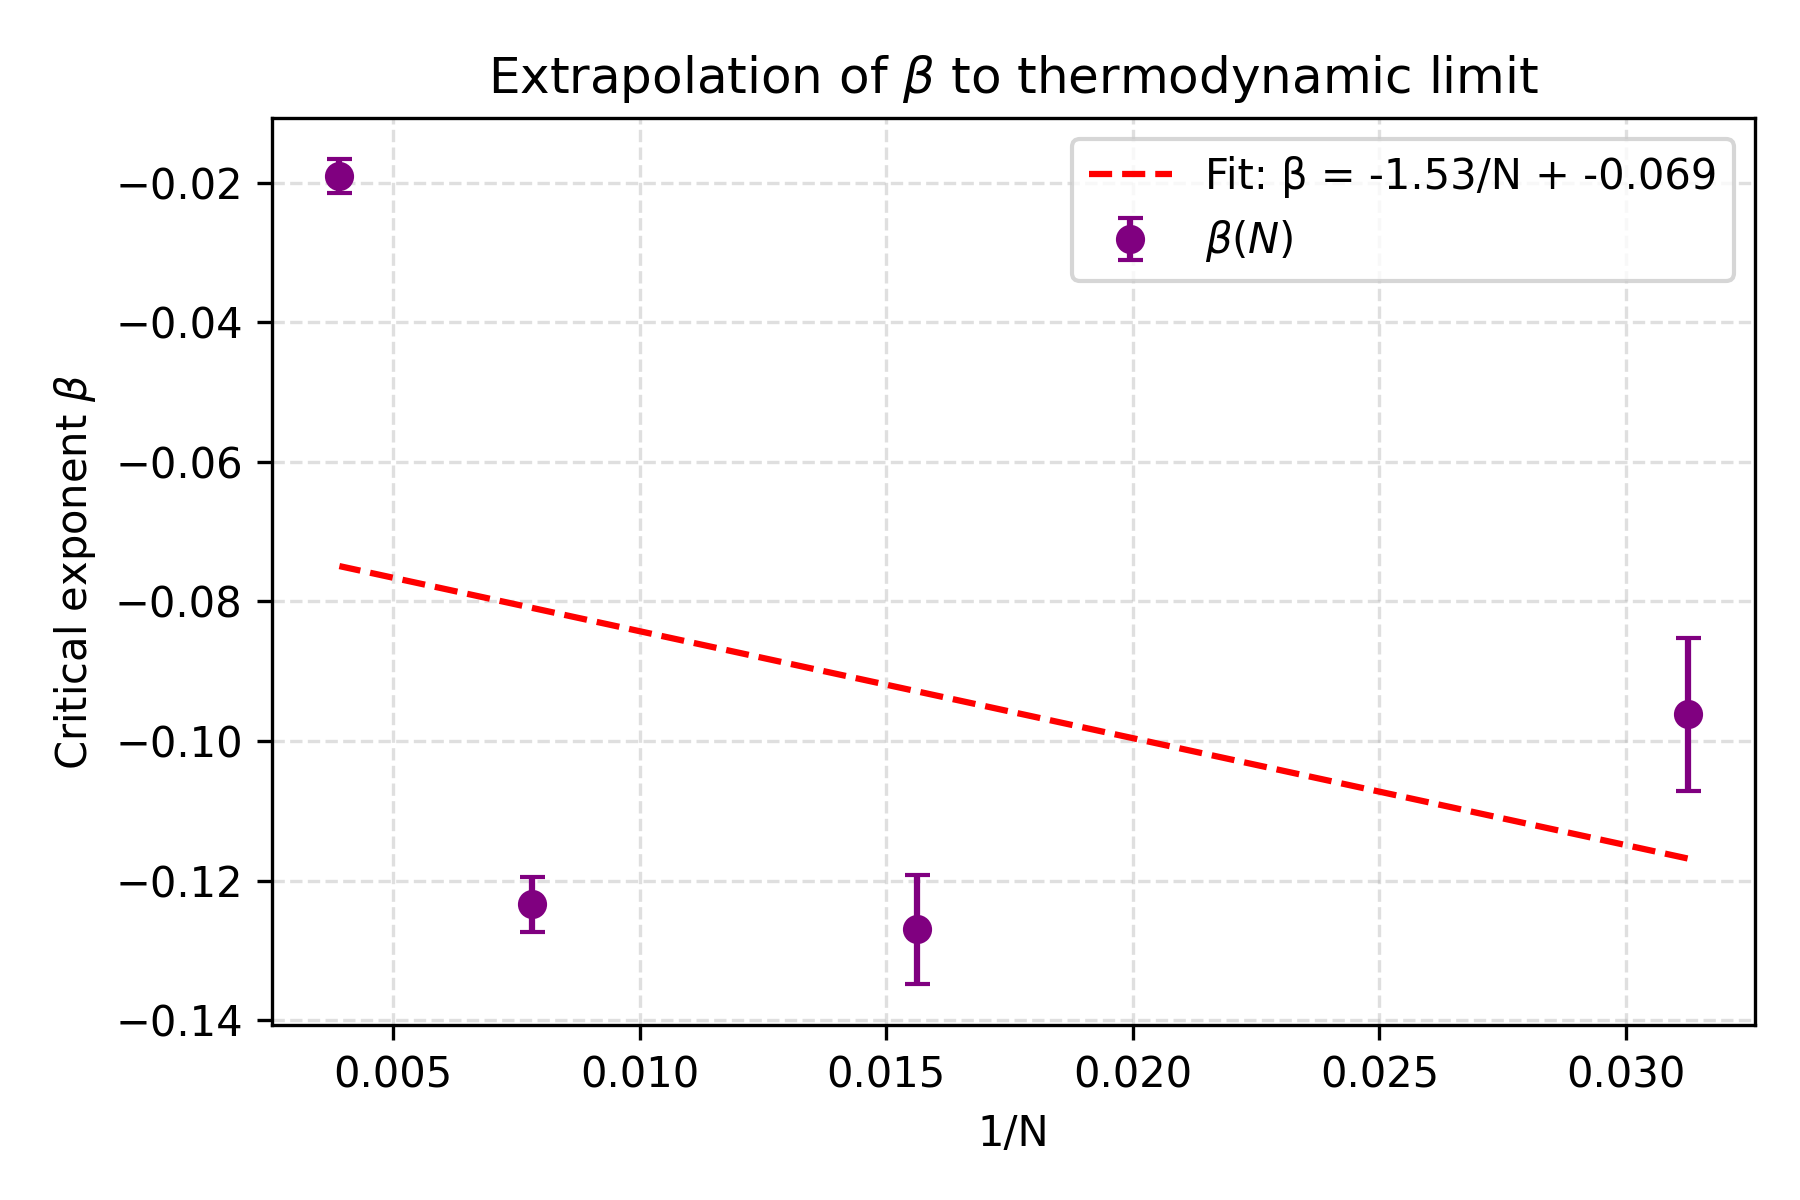 Extrapolation of β to thermodynamic limit
Fit: β = -1.53/N + -0.069
β(N)
Critical exponent β
−0.02
−0.04
−0.06
−0.08
−0.10
−0.12
−0.14
0.005 0.010 0.015 0.020 0.025 0.030
1/N